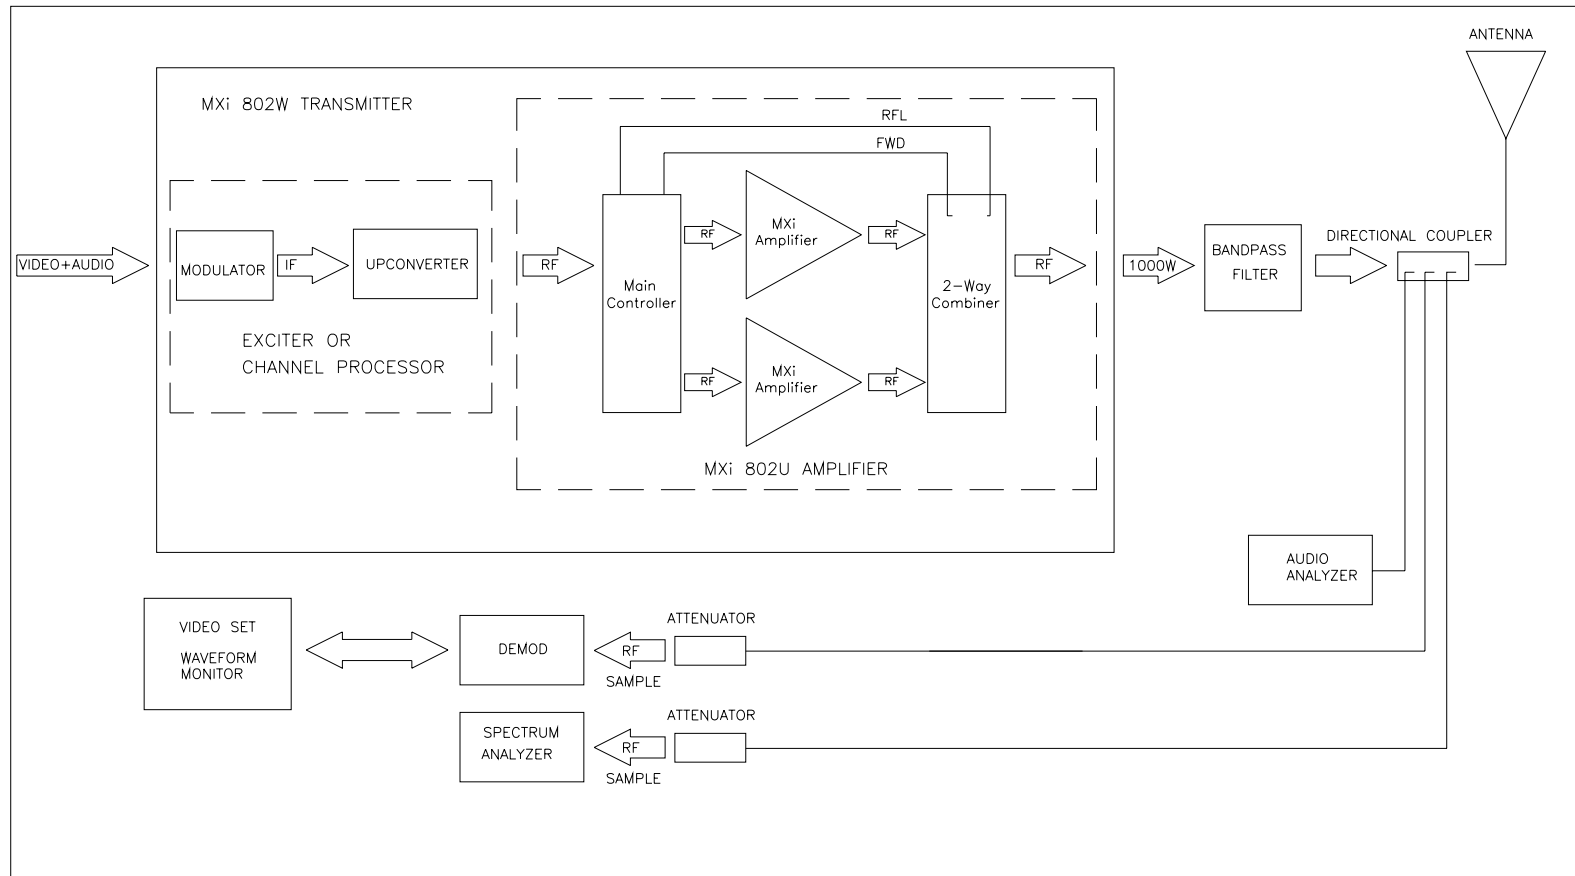 ANTENNA
MXi 802W TRANSMITTER
RFL
FWD
VIDEO+AUDIO
MODULATOR
IF
UPCONVERTER
EXCITER OR
CHANNEL PROCESSOR
RF
Main
Controller
RF
MXi
Amplifier
RF
RF
MXi
Amplifier
RF
2-Way
Combiner
RF
MXi 802U AMPLIFIER
1000W
BANDPASS
FILTER
DIRECTIONAL COUPLER
AUDIO
ANALYZER
VIDEO SET
WAVEFORM
MONITOR
DEMOD
RF
SAMPLE
ATTENUATOR
SPECTRUM
ANALYZER
RF
SAMPLE
ATTENUATOR